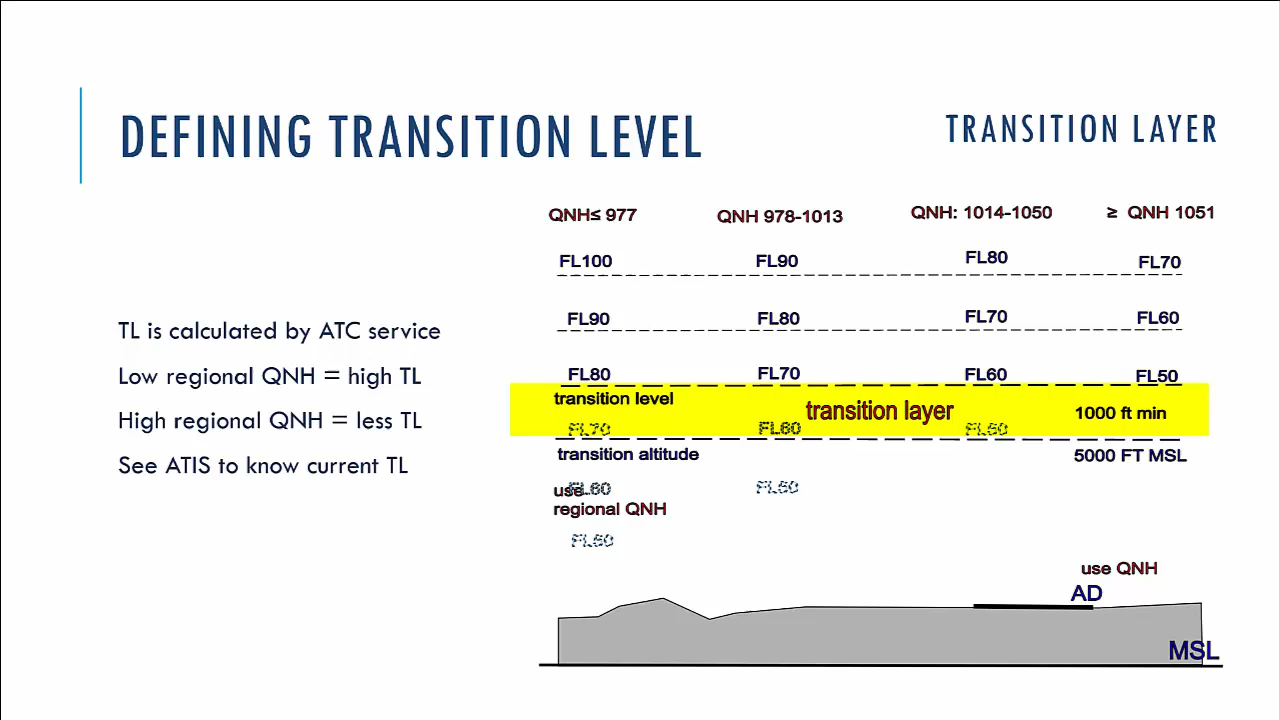 DEFINING TRANSITION LEVEL
TRANSITION LAYER
TL is calculated by ATC service
Low regional QNH = high TL
High regional QNH = less TL
See ATIS to know current TL
QNH≤ 977 QNH 978-1013 QNH: 1014-1050 ≥ QNH 1051
FL100 FL90 FL80 FL70
FL90 FL80 FL70 FL60
FL80 FL70 FL60 FL50
transition level transition layer 1000 ft min
FL70 FL60 FL50
transition altitude 5000 FT MSL
use FL60 FL50
regional QNH
FL50
use QNH
AD
MSL